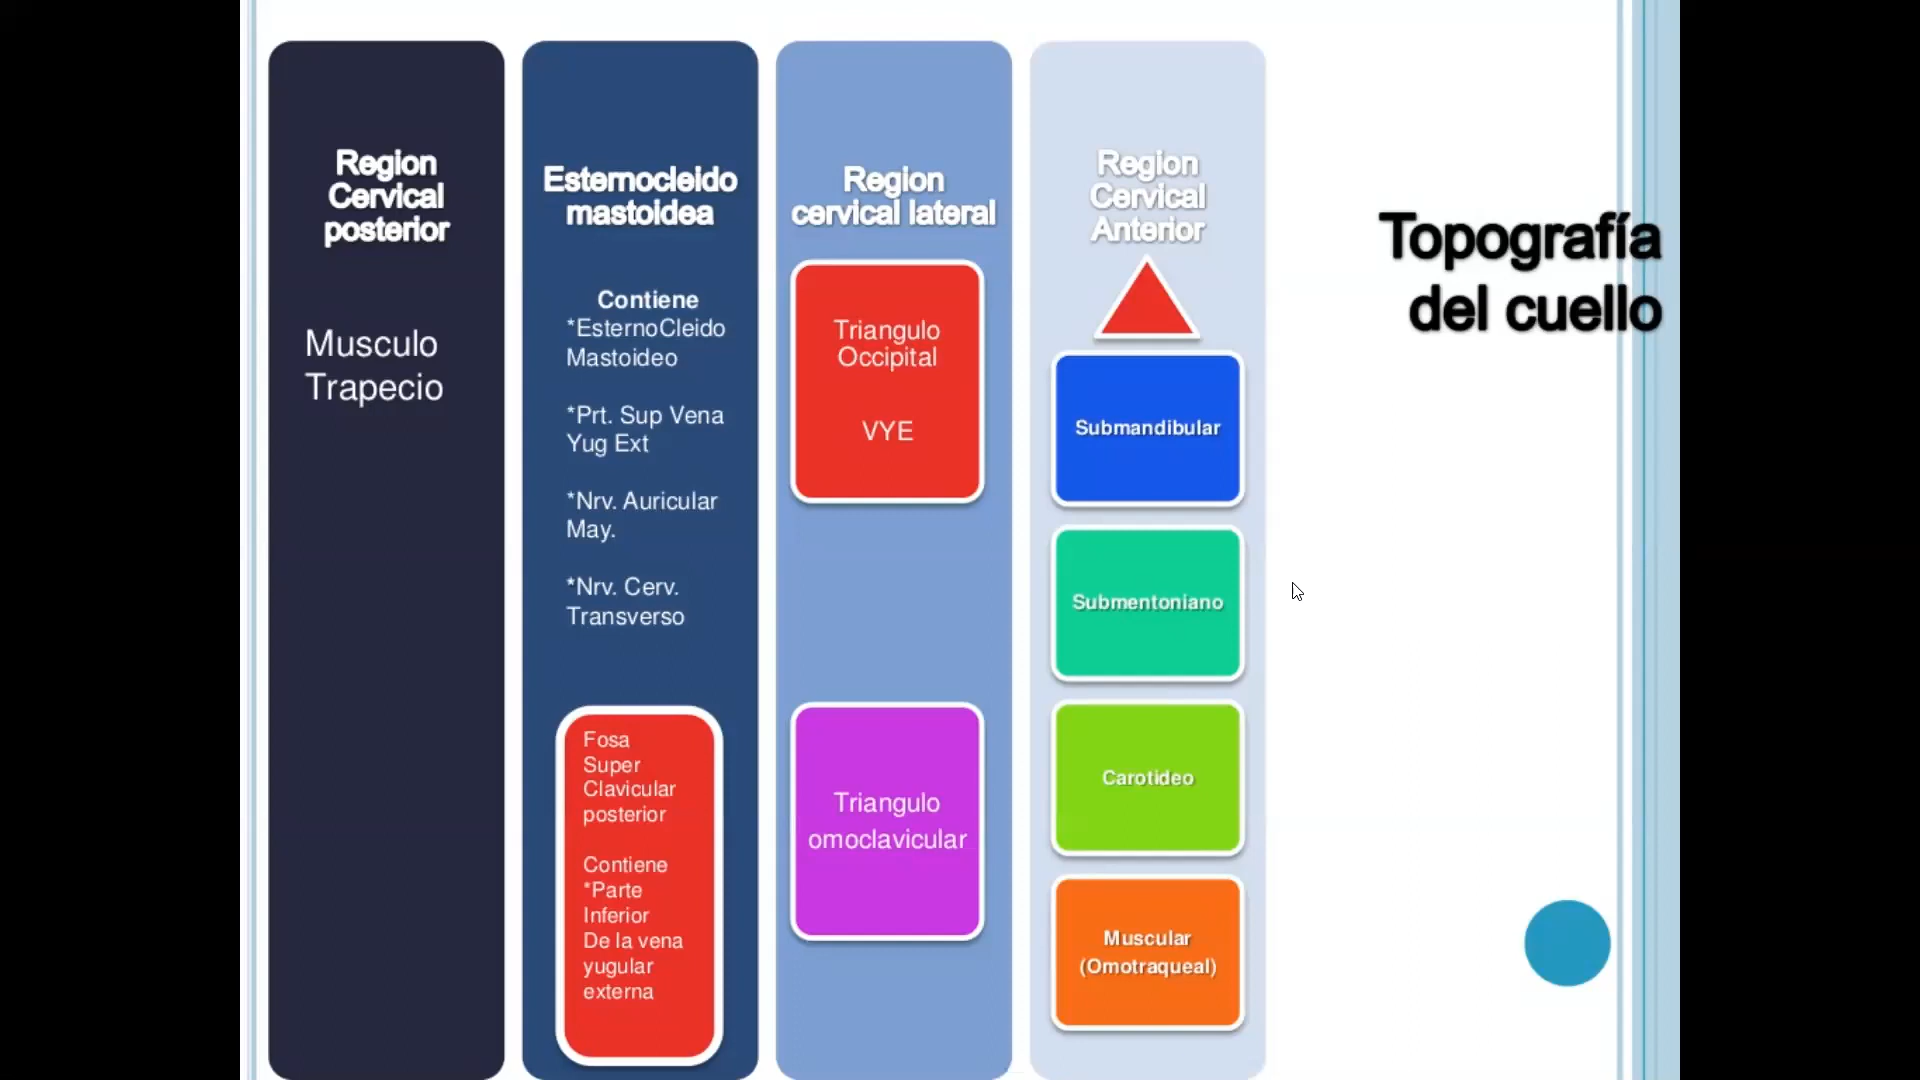 Region
Cervical
posterior
Musculo
Trapecio
Esternocleido
mastoidea
Contiene
*EsternoCleido
Mastoideo
*Prt. Sup Vena
Yug Ext
*Nrv. Auricular
May.
*Nrv. Cerv.
Transverso
Fosa
Super
Clavicular
posterior
Contiene
*Parte
Inferior
De la vena
yugular
externa
Region
cervical lateral
Triangulo
Occipital
VYE
Triangulo
omoclavicular
Region
Cervical
Anterior
Submandibular
Submentoniano
Carotideo
Muscular
(Omotraqueal)
Topografía
del cuello